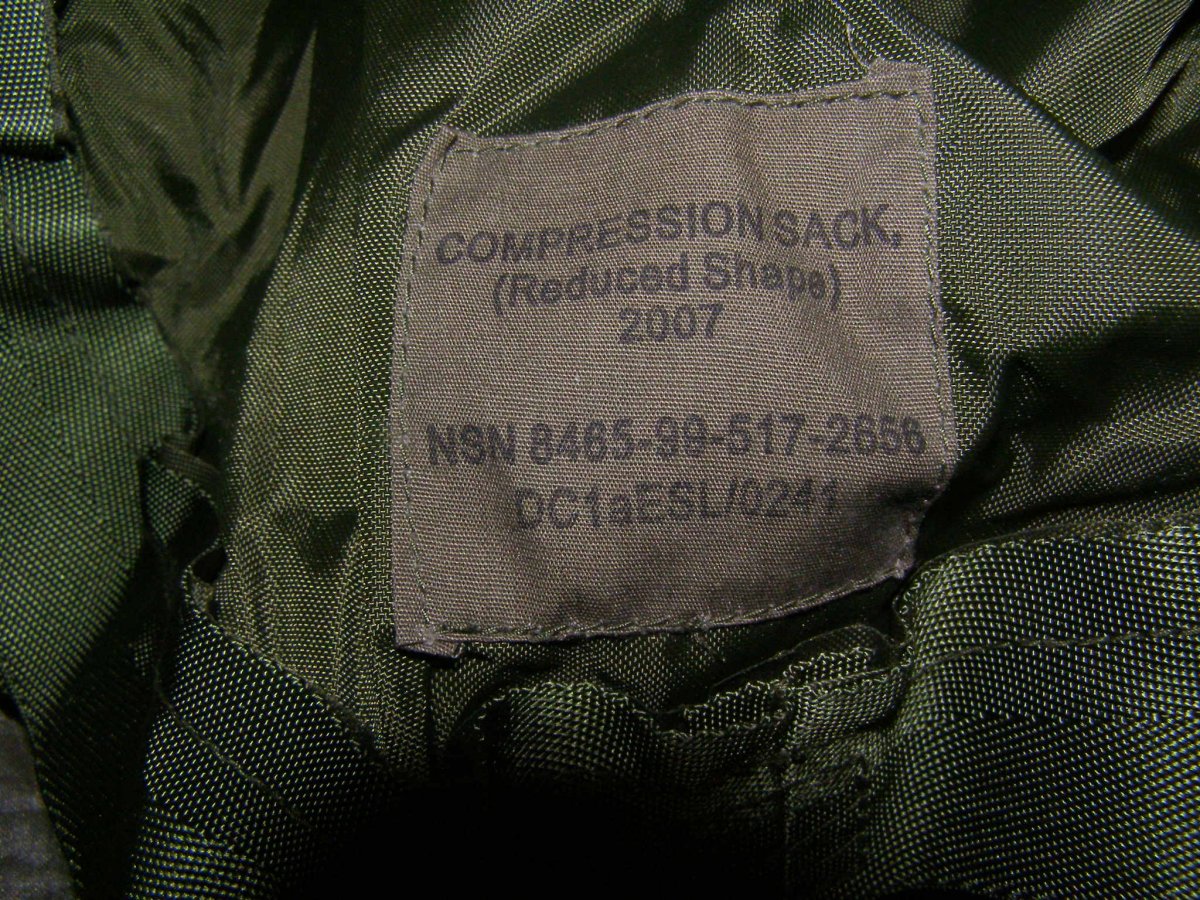 COMPRESSION SACK,
(Reduced Shape)
2007
NSN 8465-99-517-2656
DC1aESL/0241